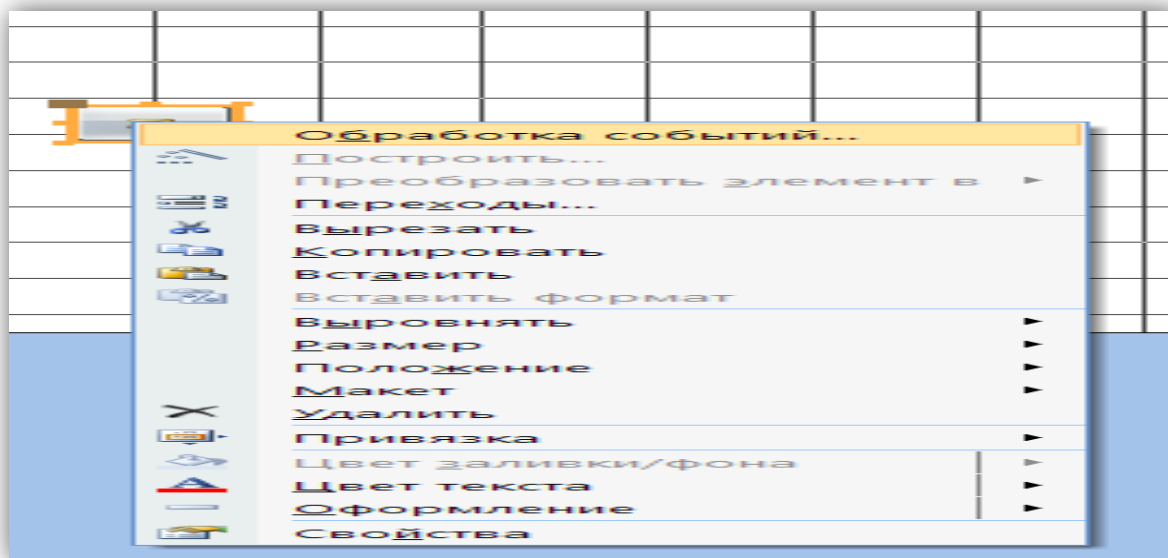 Обработка событий...
Построить...
Преобразовать элемент в
Переходы...
Вырезать
Копировать
Вставить
Вставить формат
Выровнять
Размер
Положение
Макет
Удалить
Привязка
Цвет заливки/фона
Цвет текста
Оформление
Свойства